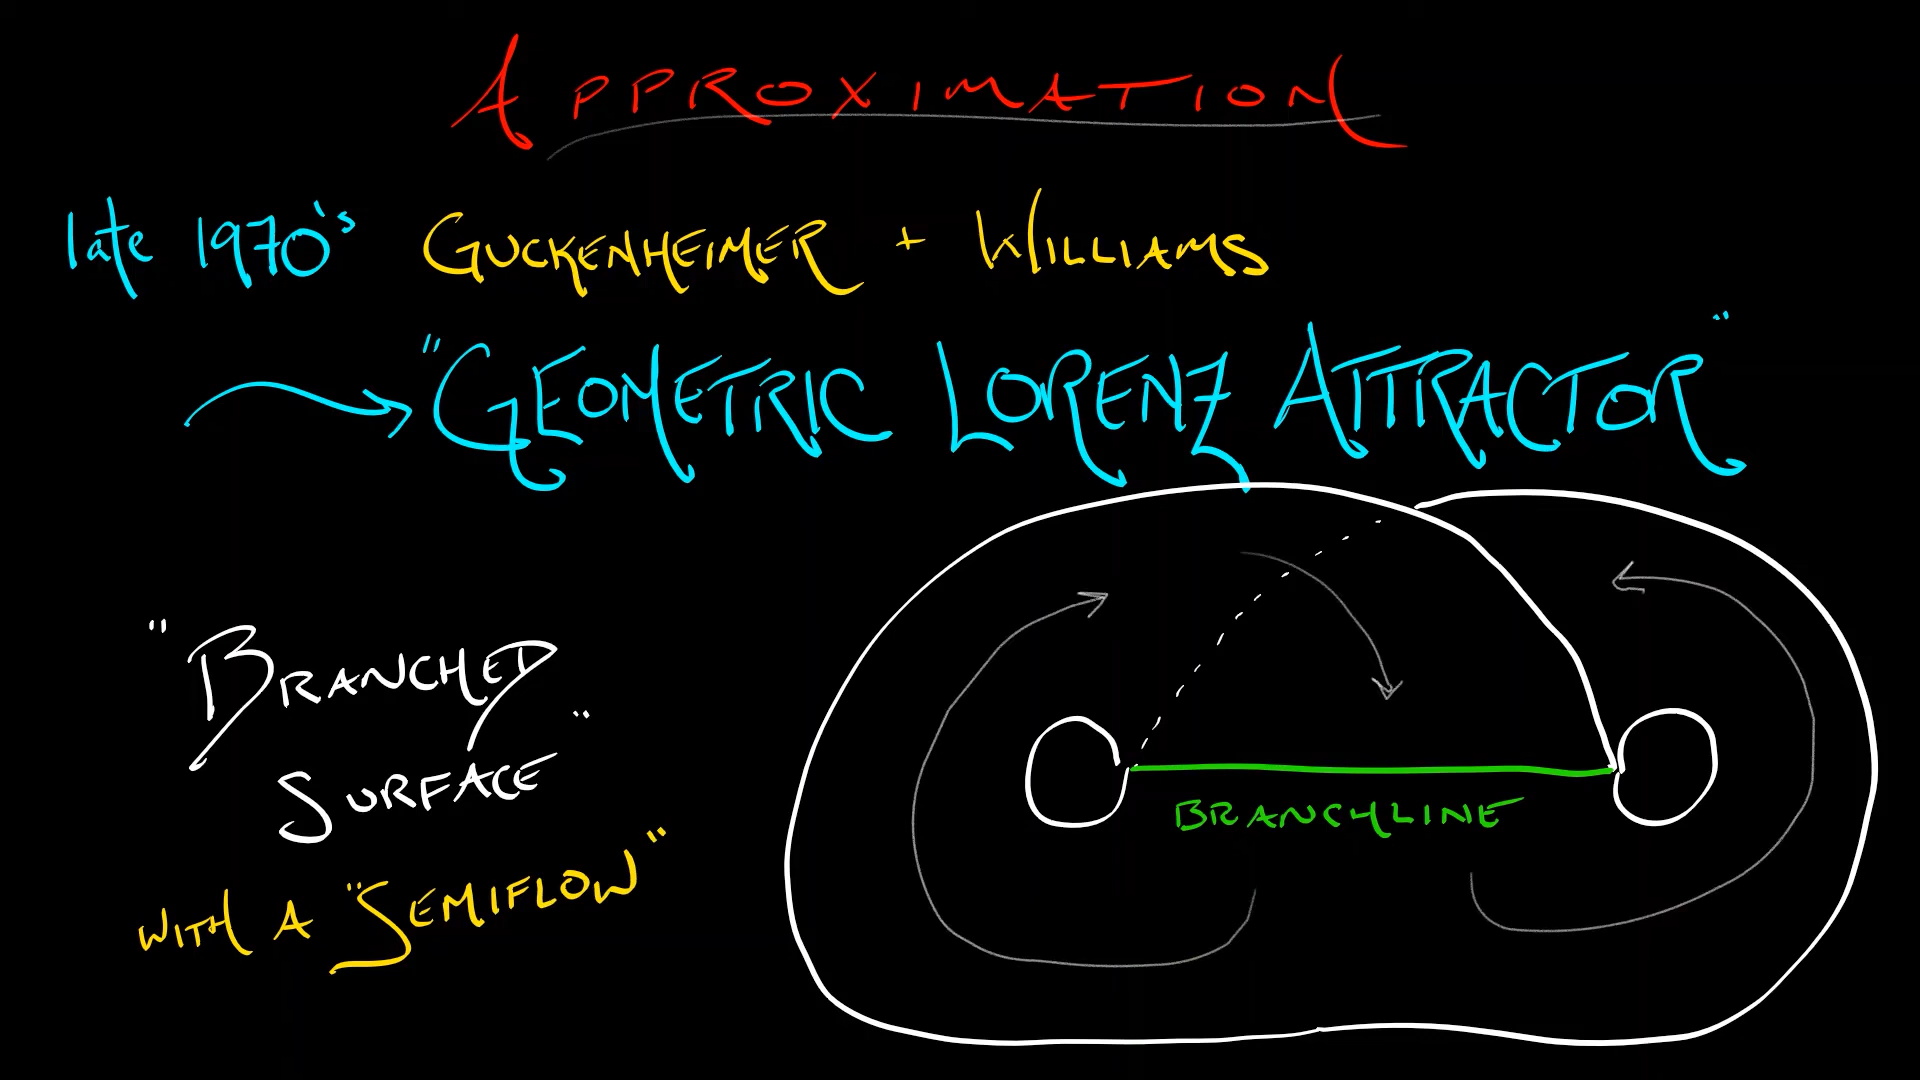 APPROXIMATION
late 1970's GUCKENHEIMER + WILLIAMS
"GEOMETRIC LORENZ ATTRACTOR"
"BRANCHED
SURFACE"
WITH A "SEMIFLOW"
BRANCHLINE